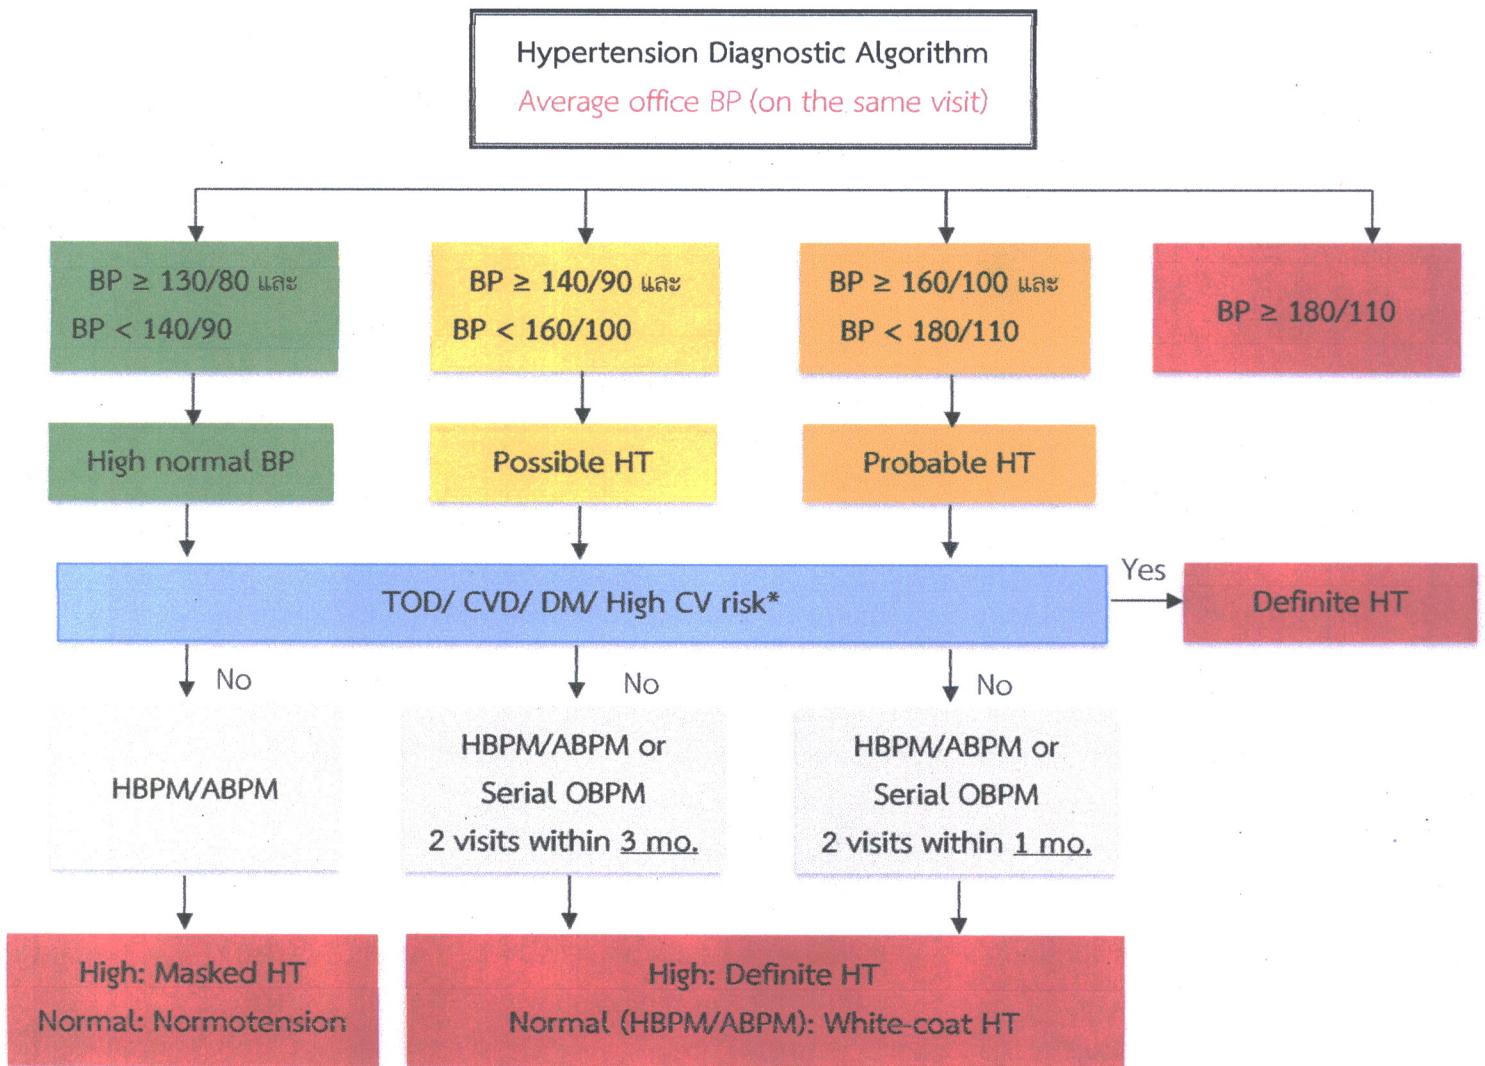 Hypertension Diagnostic Algorithm
Average office BP (on the same visit)
BP ≥ 130/80 และ
BP < 140/90
BP ≥ 140/90 และ
BP < 160/100
BP ≥ 160/100 และ
BP < 180/110
BP ≥ 180/110
High normal BP
Possible HT
Probable HT
TOD/ CVD/ DM/ High CV risk*
Yes
Definite HT
No
No
No
HBPM/ABPM
HBPM/ABPM or
Serial OBPM
2 visits within 3 mo.
HBPM/ABPM or
Serial OBPM
2 visits within 1 mo.
High: Masked HT
Normal: Normotension
High: Definite HT
Normal (HBPM/ABPM): White-coat HT